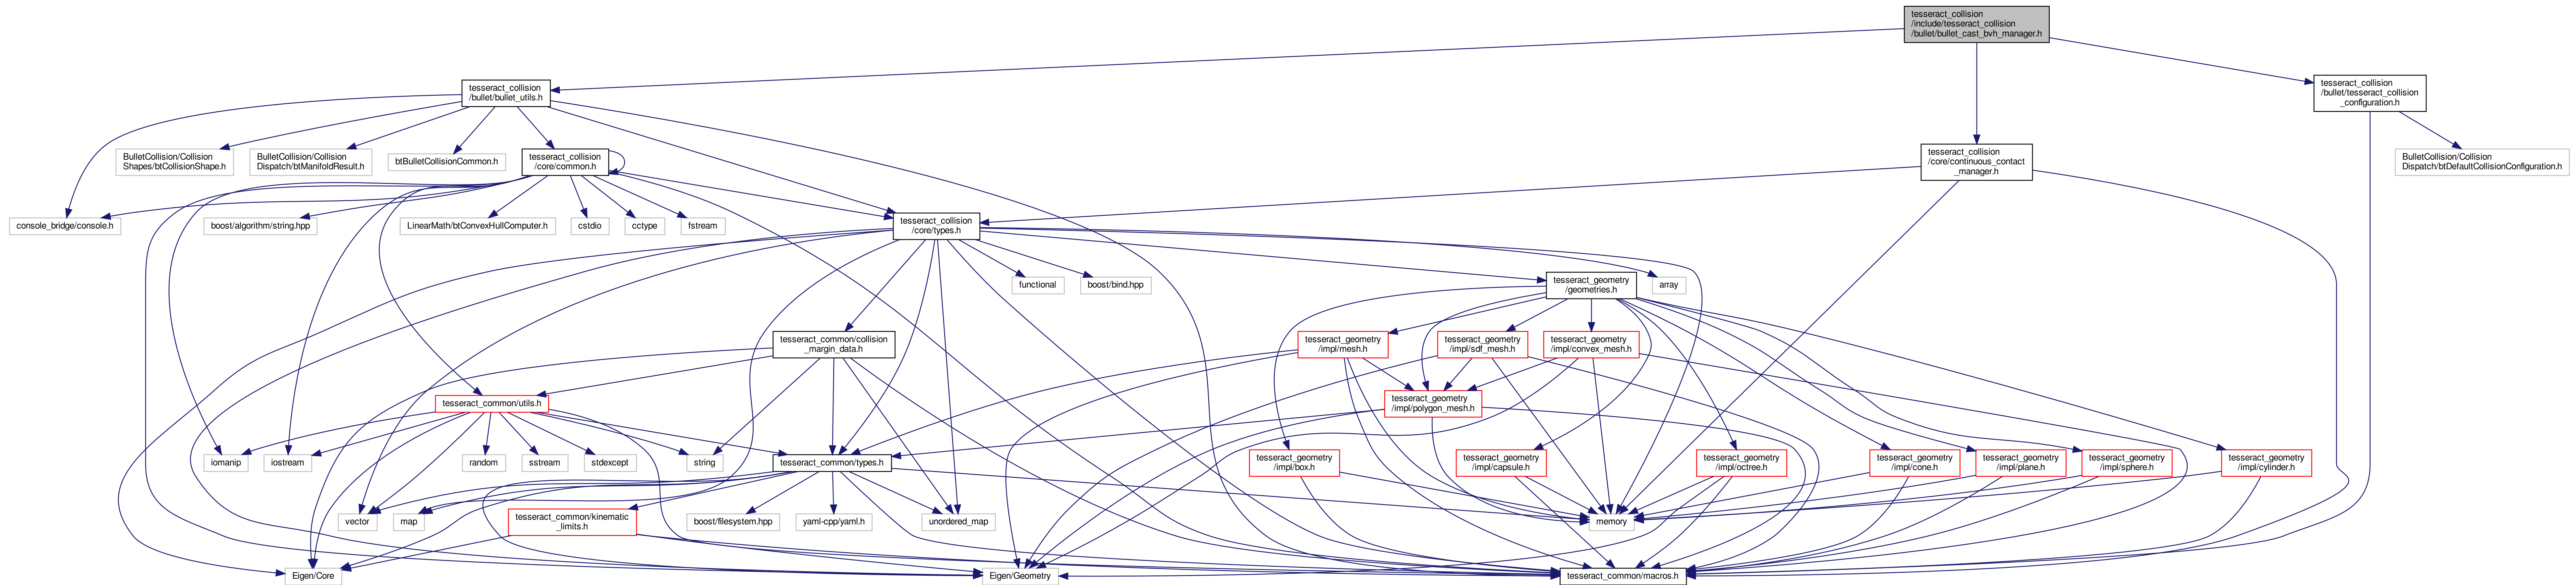 tesseract_collision
/include/tesseract_collision
/bullet/bullet_cast_bvh_manager.h
tesseract_collision
/bullet/bullet_utils.h
tesseract_collision
/bullet/tesseract_collision
_configuration.h
BulletCollision/Collision
Shapes/btCollisionShape.h
BulletCollision/Collision
Dispatch/btManifoldResult.h
btBulletCollisionCommon.h
tesseract_collision
/core/common.h
tesseract_collision
/core/continuous_contact
_manager.h
BulletCollision/Collision
Dispatch/btDefaultCollisionConfiguration.h
console_bridge/console.h
boost/algorithm/string.hpp
LinearMath/btConvexHullComputer.h
cstdio
cctype
fstream
tesseract_collision
/core/types.h
functional
boost/bind.hpp
tesseract_geometry
/geometries.h
array
tesseract_common/collision
_margin_data.h
tesseract_geometry
/impl/mesh.h
tesseract_geometry
/impl/sdf_mesh.h
tesseract_geometry
/impl/convex_mesh.h
tesseract_common/utils.h
tesseract_geometry
/impl/polygon_mesh.h
iomanip
iostream
random
sstream
stdexcept
string
tesseract_common/types.h
tesseract_geometry
/impl/box.h
tesseract_geometry
/impl/capsule.h
tesseract_geometry
/impl/octree.h
tesseract_geometry
/impl/cone.h
tesseract_geometry
/impl/plane.h
tesseract_geometry
/impl/sphere.h
tesseract_geometry
/impl/cylinder.h
vector
map
tesseract_common/kinematic
_limits.h
boost/filesystem.hpp
yaml-cpp/yaml.h
unordered_map
memory
Eigen/Core
Eigen/Geometry
tesseract_common/macros.h